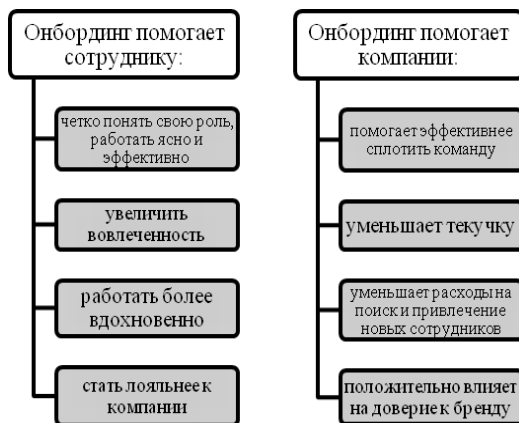 Онбординг помогает
сотруднику:
четко понять свою роль,
работать ясно и
эффективно
увеличить
вовлеченность
работать более
вдохновенно
стать лояльнее к
компании
Онбординг помогает
компании:
помогает эффективнее
сплотить команду
уменьшает текучку
уменьшает расходы на
поиск и привлечение
новых сотрудников
положительно влияет
на доверие к бренду